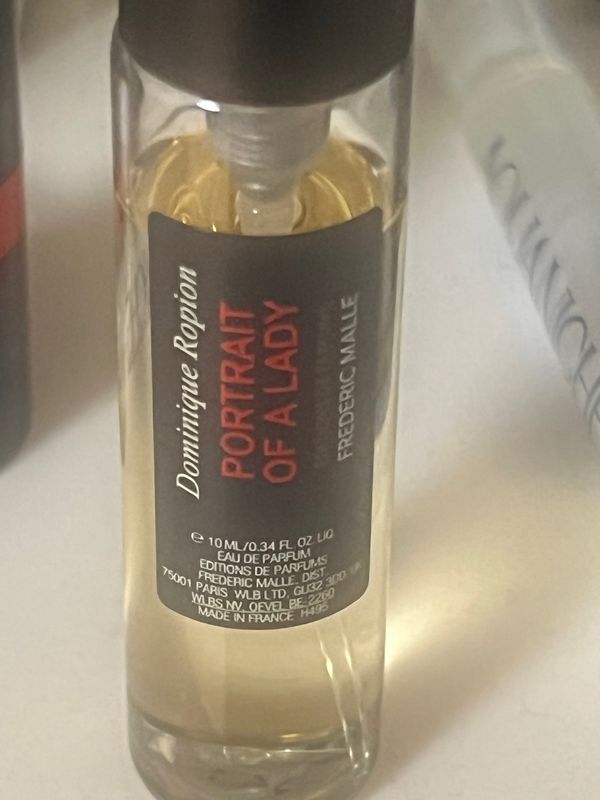 Dominique Ropion
PORTRAIT
OF A LADY
FREDERIC MALLE
e 10 ML/0.34 FL. OZ. LIQ.
EAU DE PARFUM
EDITIONS DE PARFUMS
FREDERIC MALLE, DIST.
75001 PARIS WLB LTD, GU32 3DD, UK
WLBS NV, OEVEL BE-2260
MADE IN FRANCE H495